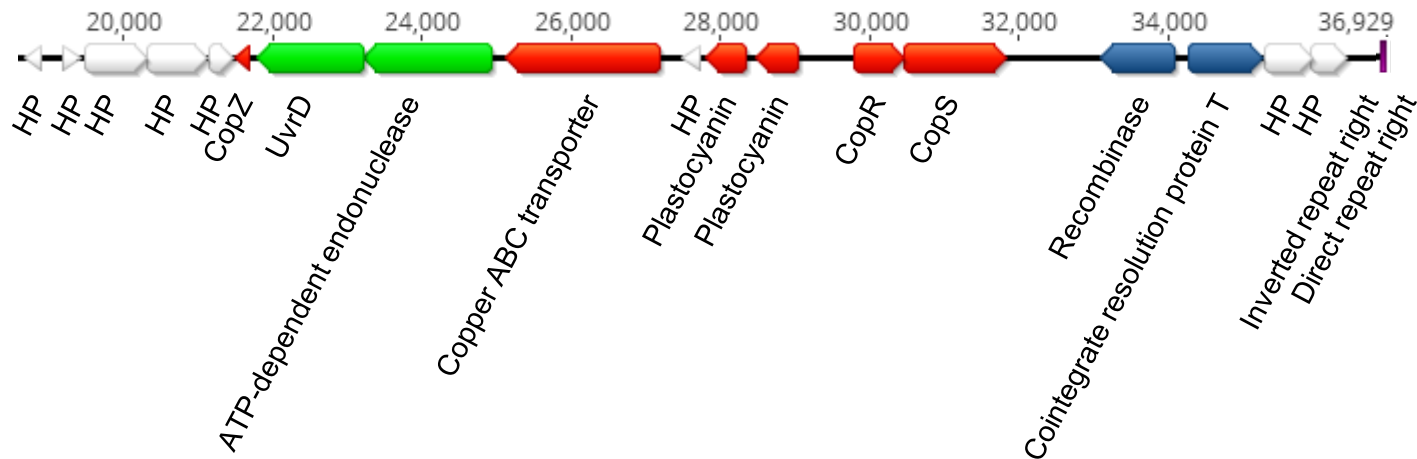 20,000 22,000 24,000 26,000 28,000 30,000 32,000 34,000 36,929
HP
HP
HP
HP
HP
CopZ
UvrD
ATP-dependent endonuclease
Copper ABC transporter
HP
Plastocyanin
Plastocyanin
CopR
CopS
Recombinase
Cointegrate resolution protein T
HP
HP
Inverted repeat right
Direct repeat right